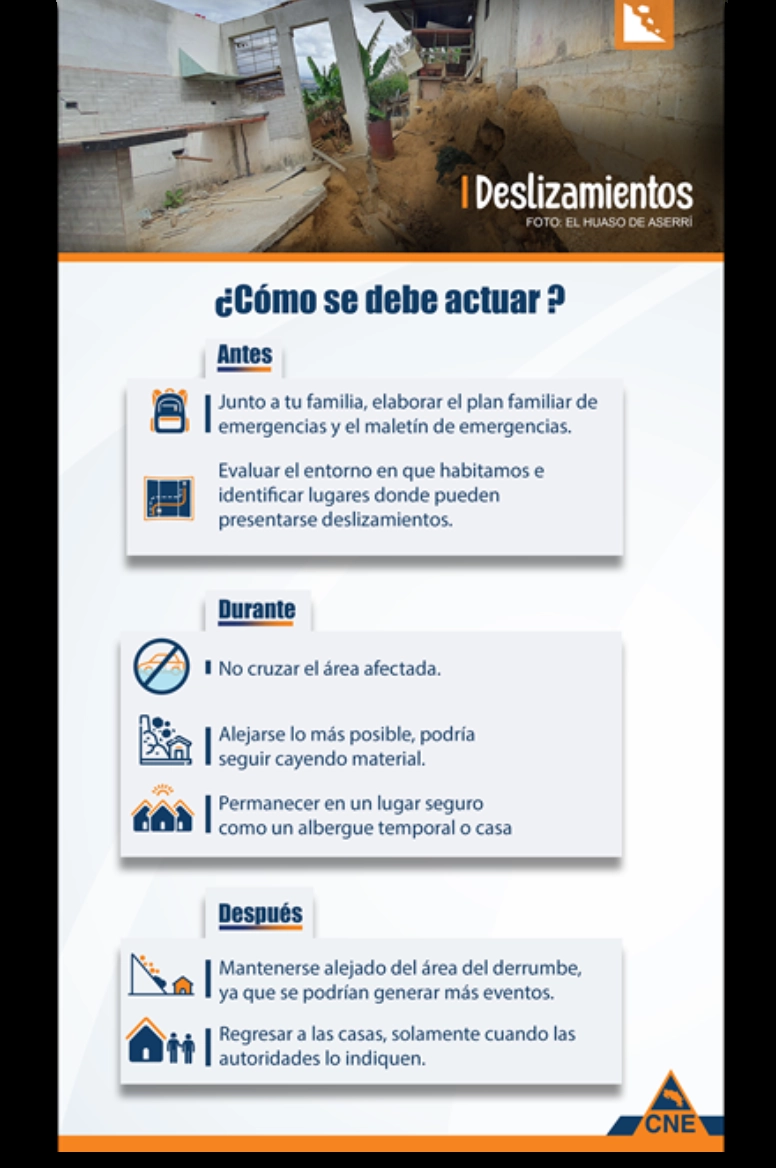 Deslizamientos
FOTO: EL HUASO DE ASERRÍ
¿Cómo se debe actuar ?
Antes
Junto a tu familia, elaborar el plan familiar de
emergencias y el maletín de emergencias.
Evaluar el entorno en que habitamos e
identificar lugares donde pueden
presentarse deslizamientos.
Durante
No cruzar el área afectada.
Alejarse lo más posible, podría
seguir cayendo material.
Permanecer en un lugar seguro
como un albergue temporal o casa
Después
Mantenerse alejado del área del derrumbe,
ya que se podrían generar más eventos.
Regresar a las casas, solamente cuando las
autoridades lo indiquen.
CNE